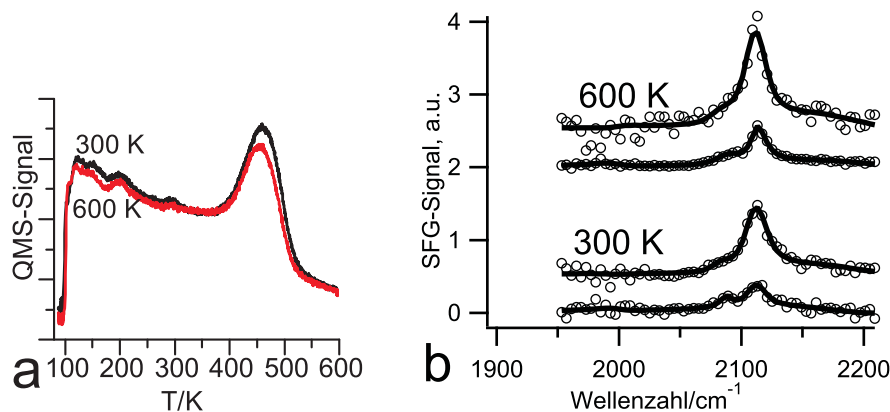 QMS-Signal
300 K
600 K
100 200 300 400 500 600
T/K
a
SFG-Signal, a.u.
4
3
2
1
0
600 K
300 K
1900 2000 2100 2200
Wellenzahl/cm⁻¹
b